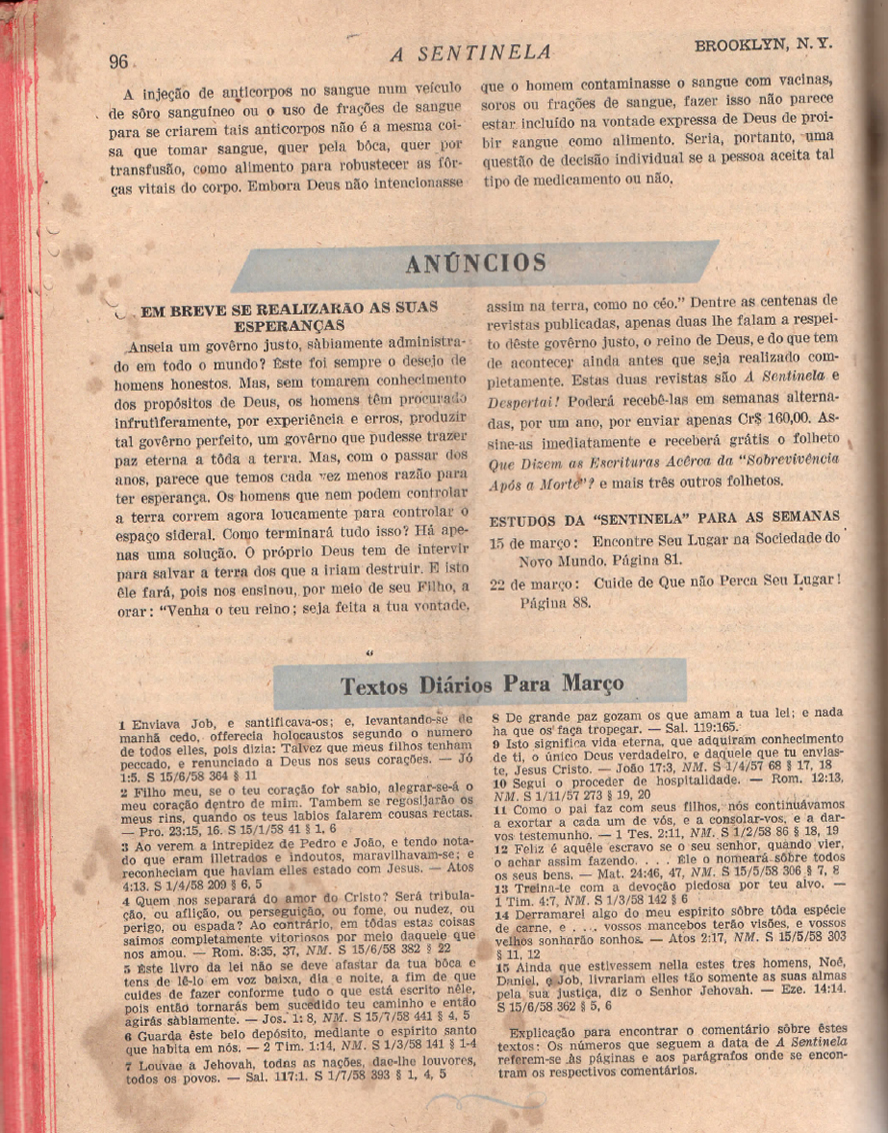 96
A SENTINELA
BROOKLYN, N. Y.
A injeção de anticorpos no sangue num veículo
de sôro sanguíneo ou o uso de frações de sangue
para se criarem tais anticorpos não é a mesma coi-
sa que tomar sangue, quer pela bôca, quer por
transfusão, como alimento para robustecer as fôr-
ças vitais do corpo. Embora Deus não intencionasse
que o homem contaminasse o sangue com vacinas,
soros ou frações de sangue, fazer isso não parece
estar incluído na vontade expressa de Deus de proi-
bir sangue como alimento. Seria, portanto, uma
questão de decisão individual se a pessoa aceita tal
tipo de medicamento ou não.
ANÚNCIOS
EM BREVE SE REALIZARÃO AS SUAS
ESPERANÇAS
Anseia um govêrno justo, sàbiamente administra-
do em todo o mundo? Êste foi sempre o desejo de
homens honestos. Mas, sem tomarem conhecimento
dos propósitos de Deus, os homens têm procurado
infrutìferamente, por experiência e erros, produzir
tal govêrno perfeito, um govêrno que pudesse trazer
paz eterna a tôda a terra. Mas, com o passar dos
anos, parece que temos cada vez menos razão para
ter esperança. Os homens que nem podem controlar
a terra correm agora loucamente para controlar o
espaço sideral. Como terminará tudo isso? Há ape-
nas uma solução. O próprio Deus tem de intervir
para salvar a terra dos que a iriam destruir. E isto
êle fará, pois nos ensinou, por meio de seu Filho, a
orar: “Venha o teu reino; seja feita a tua vontade,
assim na terra, como no céo.” Dentre as centenas de
revistas publicadas, apenas duas lhe falam a respei-
to dêste govêrno justo, o reino de Deus, e do que tem
de acontecer ainda antes que seja realizado com-
pletamente. Estas duas revistas são A Sentinela e
Despertai! Poderá recebê-las em semanas alterna-
das, por um ano, por enviar apenas Cr$ 160,00. As-
sine-as imediatamente e receberá grátis o folheto
Que Dizem as Escrituras Acêrca da “Sobrevivência
Após a Morte”? e mais três outros folhetos.
ESTUDOS DA “SENTINELA” PARA AS SEMANAS
15 de março: Encontre Seu Lugar na Sociedade do
Novo Mundo. Página 81.
22 de março: Cuide de Que não Perca Seu Lugar!
Página 88.
Textos Diários Para Março
1 Enviava Job, e santificava-os; e, levantando-se de
manhã cedo, offerecia holocaustos segundo o numero
de todos elles, pois dizia: Talvez que meus filhos tenham
peccado, e renunciado a Deus nos seus corações. — Jó
1:5. S 15/6/58 364 § 11
2 Filho meu, se o teu coração for sabio, alegrar-se-á o
meu coração dentro de mim. Tambem se regosijarão os
meus rins, quando os teus labios falarem cousas rectas.
— Pro. 23:15, 16. S 15/1/58 41 § 1, 6
3 Ao verem a intrepidez de Pedro e João, e tendo nota-
do que eram illetrados e indoutos, maravilhavam-se; e
reconheciam que haviam elles estado com Jesus. — Atos
4:13. S 1/4/58 209 § 6, 5
4 Quem nos separará do amor do Cristo? Será tribula-
ção, ou aflição, ou perseguição, ou fome, ou nudez, ou
perigo, ou espada? Ao contrário, em tôdas estas coisas
saímos completamente vitoriosos por meio daquele que
nos amou. — Rom. 8:35, 37, NM. S 15/6/58 382 § 22
5 Êste livro da lei não se deve afastar da tua bôca e
tens de lê-lo em voz baixa, dia e noite, a fim de que
cuides de fazer conforme tudo o que está escrito nêle,
pois então tornarás bem sucedido teu caminho e então
agirás sàbiamente. — Jos. 1: 8, NM. S 15/7/58 441 § 4, 5
6 Guarda êste belo depósito, mediante o espírito santo
que habita em nós. — 2 Tim. 1:14, NM. S 1/3/58 141 § 1-4
7 Louvae a Jehovah, todas as nações, dae-lhe louvores,
todos os povos. — Sal. 117:1. S 1/7/58 393 § 1, 4, 5
8 De grande paz gozam os que amam a tua lei; e nada
ha que os faça tropeçar. — Sal. 119:165.
9 Isto significa vida eterna, que adquiram conhecimento
de ti, o único Deus verdadeiro, e daquele que tu envias-
te, Jesus Cristo. — João 17:3, NM. S 1/4/57 68 § 17, 18
10 Segui o proceder de hospitalidade. — Rom. 12:13,
NM. S 1/11/57 273 § 19, 20
11 Como o pai faz com seus filhos, nós continuávamos
a exortar a cada um de vós, e a consolar-vos, e a dar-
vos testemunho. — 1 Tes. 2:11, NM. S 1/2/58 86 § 18, 19
12 Feliz é aquêle escravo se o seu senhor, quando vier,
o achar assim fazendo. . . . Êle o nomeará sôbre todos
os seus bens. — Mat. 24:46, 47, NM. S 15/5/58 306 § 7, 8
13 Treina-te com a devoção piedosa por teu alvo. —
1 Tim. 4:7, NM. S 1/3/58 142 § 6
14 Derramarei algo do meu espírito sôbre tôda espécie
de carne, e . . . vossos mancebos terão visões, e vossos
velhos sonharão sonhos. — Atos 2:17, NM. S 15/5/58 303
§ 11, 12
15 Ainda que estivessem nella estes tres homens, Noé,
Daniel, e Job, livrariam elles tão somente as suas almas
pela sua justiça, diz o Senhor Jehovah. — Eze. 14:14.
S 15/6/58 362 § 5, 6
Explicação para encontrar o comentário sôbre êstes
textos: Os números que seguem a data de A Sentinela
referem-se às páginas e aos parágrafos onde se encon-
tram os respectivos comentários.